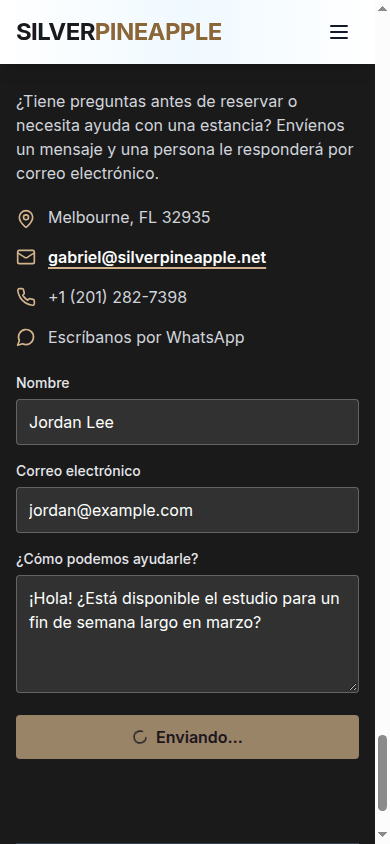 SILVERPINEAPPLE
¿Tiene preguntas antes de reservar o
necesita ayuda con una estancia? Envíenos
un mensaje y una persona le responderá por
correo electrónico.
Melbourne, FL 32935
gabriel@silverpineapple.net
+1 (201) 282-7398
Escríbanos por WhatsApp
Nombre
Jordan Lee
Correo electrónico
jordan@example.com
¿Cómo podemos ayudarle?
¡Hola! ¿Está disponible el estudio para un
fin de semana largo en marzo?
Enviando...